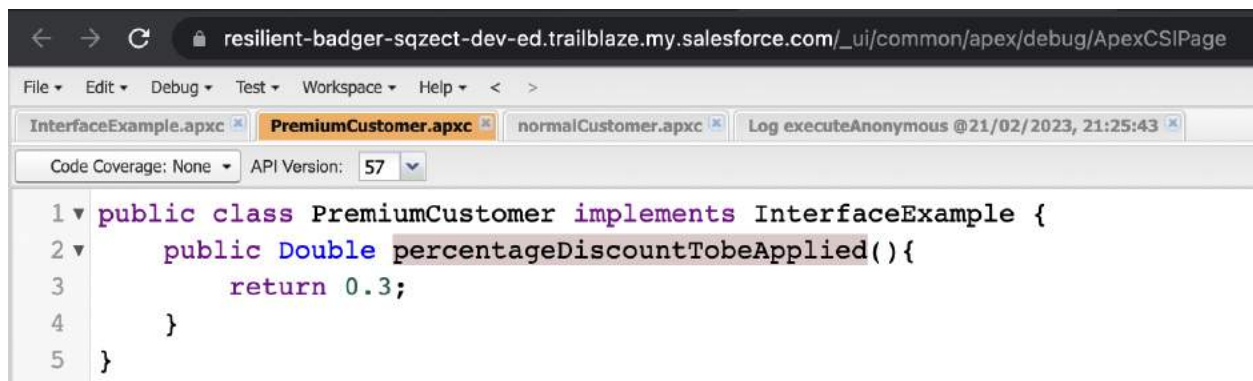 resilient-badger-sqzect-dev-ed.trailblaze.my.salesforce.com/_ui/common/apex/debug/ApexCSIPage
File Edit Debug Test Workspace Help < >
InterfaceExample.apxc PremiumCustomer.apxc normalCustomer.apxc Log executeAnonymous @21/02/2023, 21:25:43
Code Coverage: None API Version: 57
1 public class PremiumCustomer implements InterfaceExample {
2 public Double percentageDiscountTobeApplied(){
3 return 0.3;
4 }
5 }